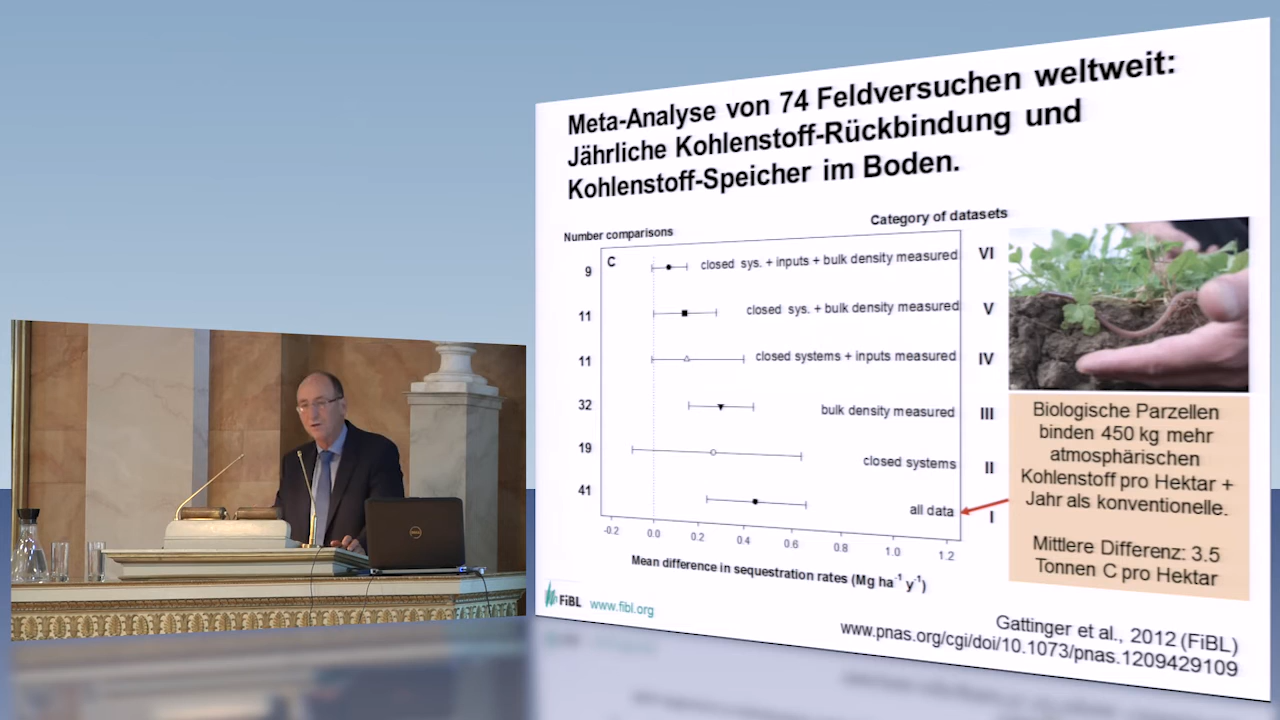 Meta-Analyse von 74 Feldversuchen weltweit:
Jährliche Kohlenstoff-Rückbindung und
Kohlenstoff-Speicher im Boden.
Number comparisons
Category of datasets
C
9
closed sys. + inputs + bulk density measured
VI
11
closed sys. + bulk density measured
V
11
closed systems + inputs measured
IV
32
bulk density measured
III
19
closed systems
II
41
all data
I
-0.2 0.0 0.2 0.4 0.6 0.8 1.0 1.2
Mean difference in sequestration rates (Mg ha⁻¹ y⁻¹)
Biologische Parzellen
binden 450 kg mehr
atmosphärischen
Kohlenstoff pro Hektar +
Jahr als konventionelle.
Mittlere Differenz: 3.5
Tonnen C pro Hektar
FiBL www.fibl.org
Gattinger et al., 2012 (FiBL)
www.pnas.org/cgi/doi/10.1073/pnas.1209429109
DELL